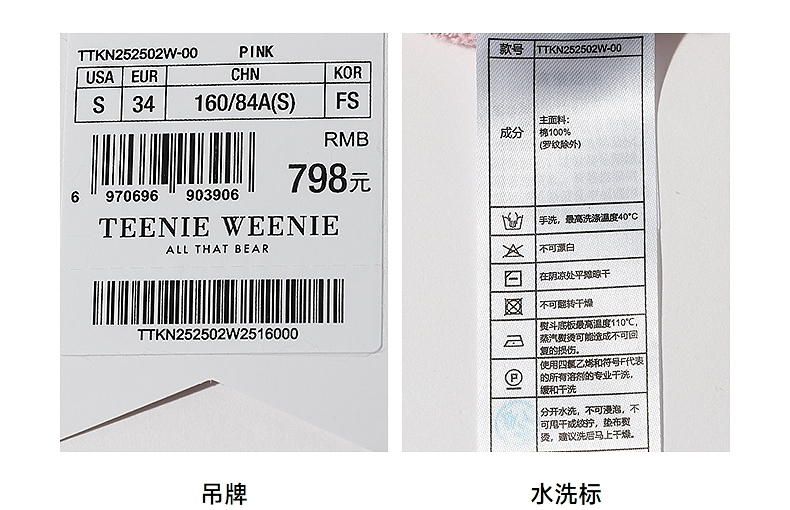 TTKN252502W-00 PINK
USA EUR CHN KOR
S 34 160/84A(S) FS
RMB
798元
6 970696 903906
TEENIE WEENIE
ALL THAT BEAR
TTKN252502W2516000
吊牌
款号 TTKN252502W-00
成分
主面料:
棉100%
(罗纹除外)
手洗，最高洗涤温度40°C
不可漂白
在阴凉处平摊晾干
不可翻转干燥
熨斗底板最高温度110℃，
蒸汽熨烫可能造成不可回
复的损伤。
使用四氯乙烯和符号F代表
的所有溶剂的专业干洗，
缓和干洗
P
分开水洗，不可浸泡，不
可甩干或绞拧，垫布熨
烫，建议洗后马上干燥。
水洗标